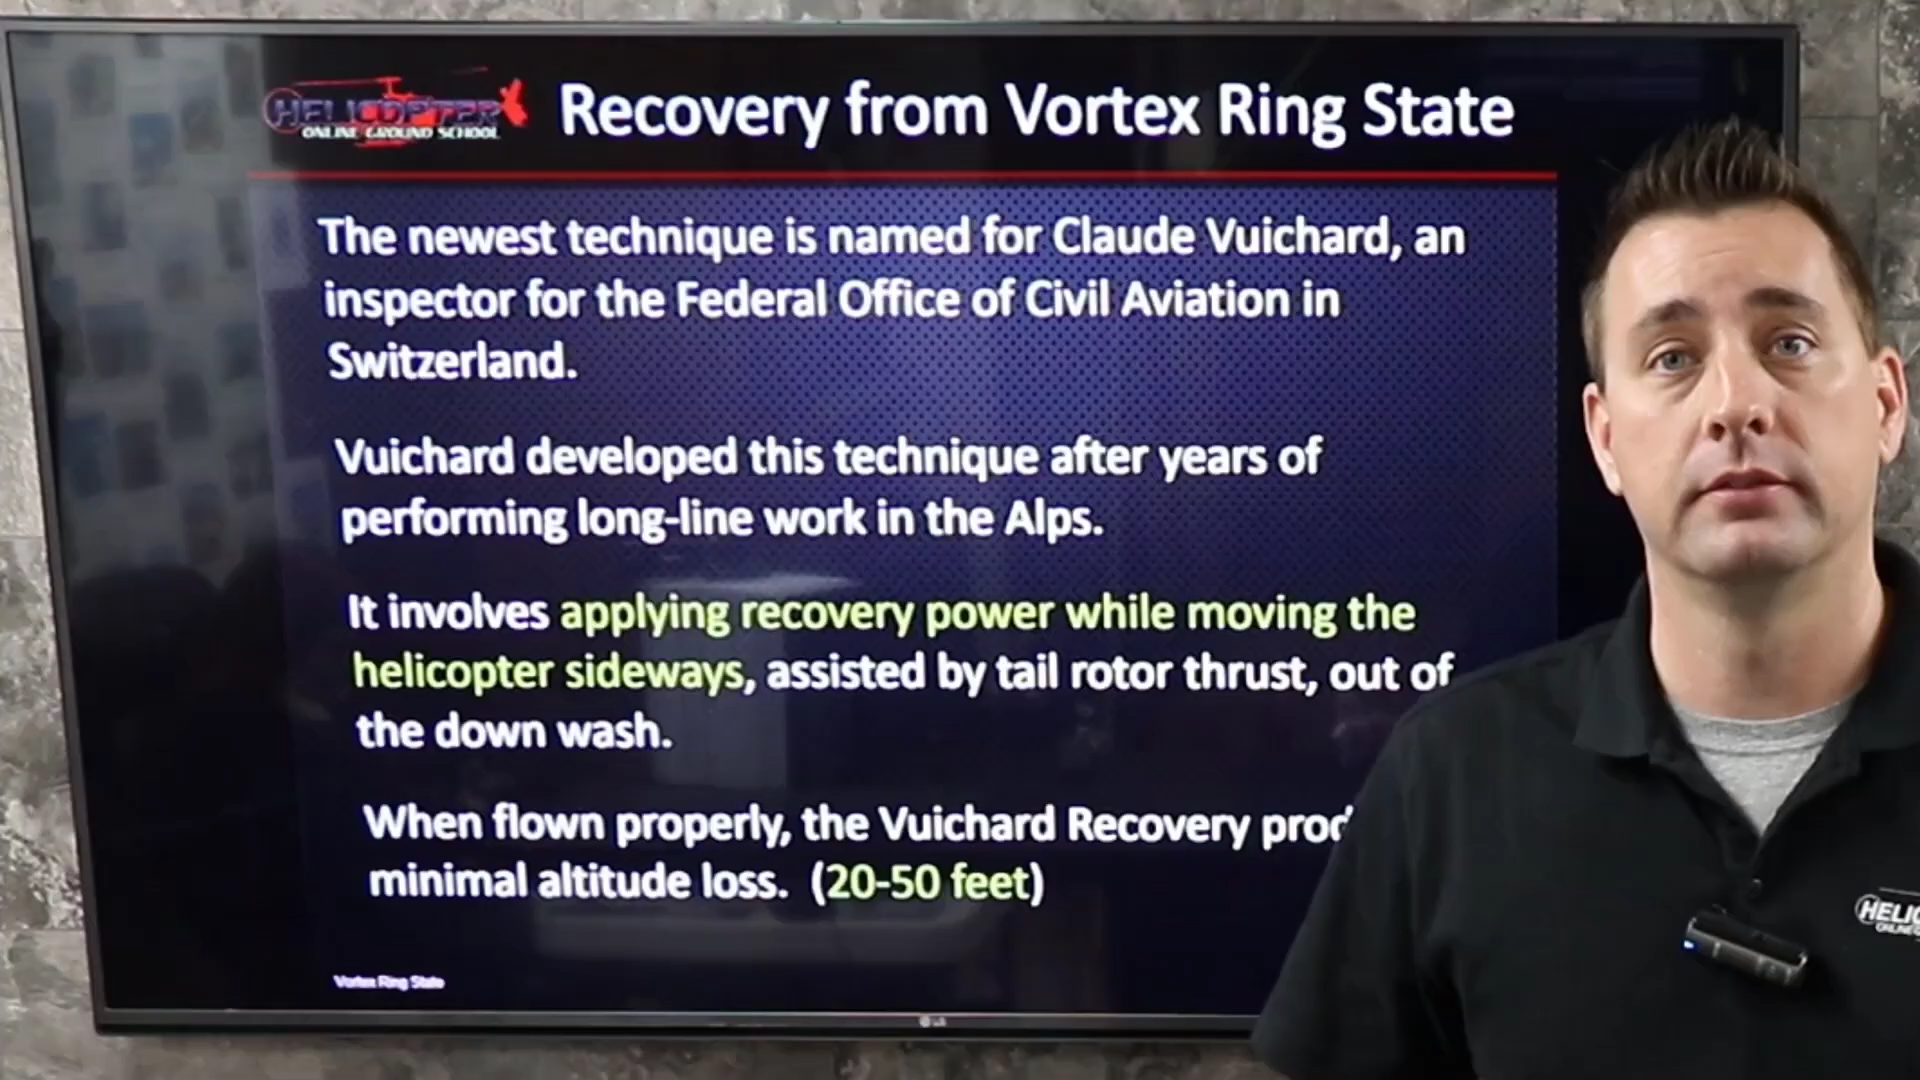 HELICOPTER
ONLINE GROUND SCHOOL
Recovery from Vortex Ring State
The newest technique is named for Claude Vuichard, an
inspector for the Federal Office of Civil Aviation in
Switzerland.
Vuichard developed this technique after years of
performing long-line work in the Alps.
It involves applying recovery power while moving the
helicopter sideways, assisted by tail rotor thrust, out of
the down wash.
When flown properly, the Vuichard Recovery prod
minimal altitude loss. (20-50 feet)
Vortex Ring State
LG
HELIC